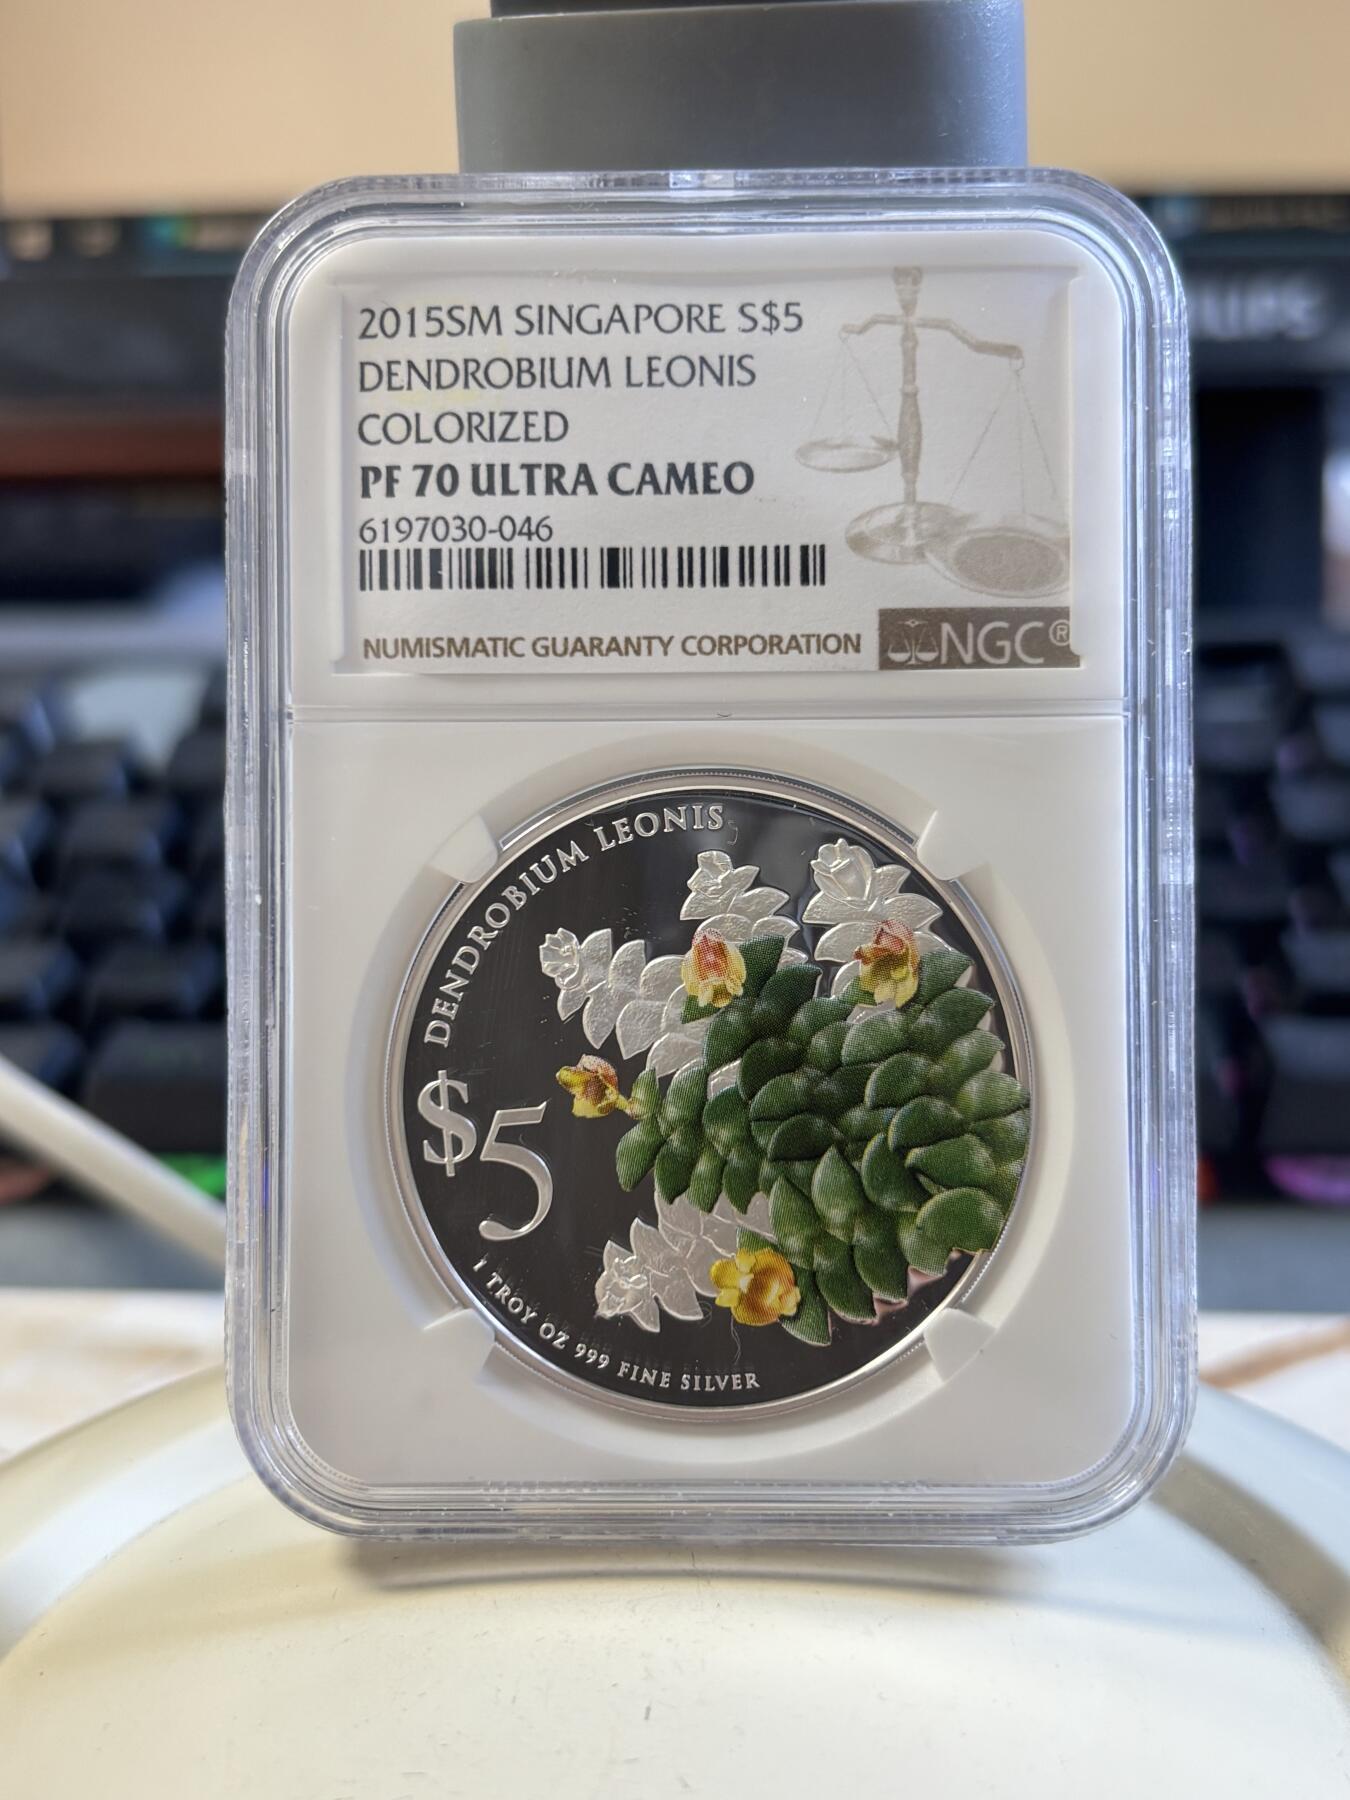 2015SM SINGAPORE S$5
DENDROBIUM LEONIS
COLORIZED
PF 70 ULTRA CAMEO
6197030-046
NUMISMATIC GUARANTY CORPORATION
NGC®
DENDROBIUM LEONIS
$5
1 TROY OZ 999 FINE SILVER